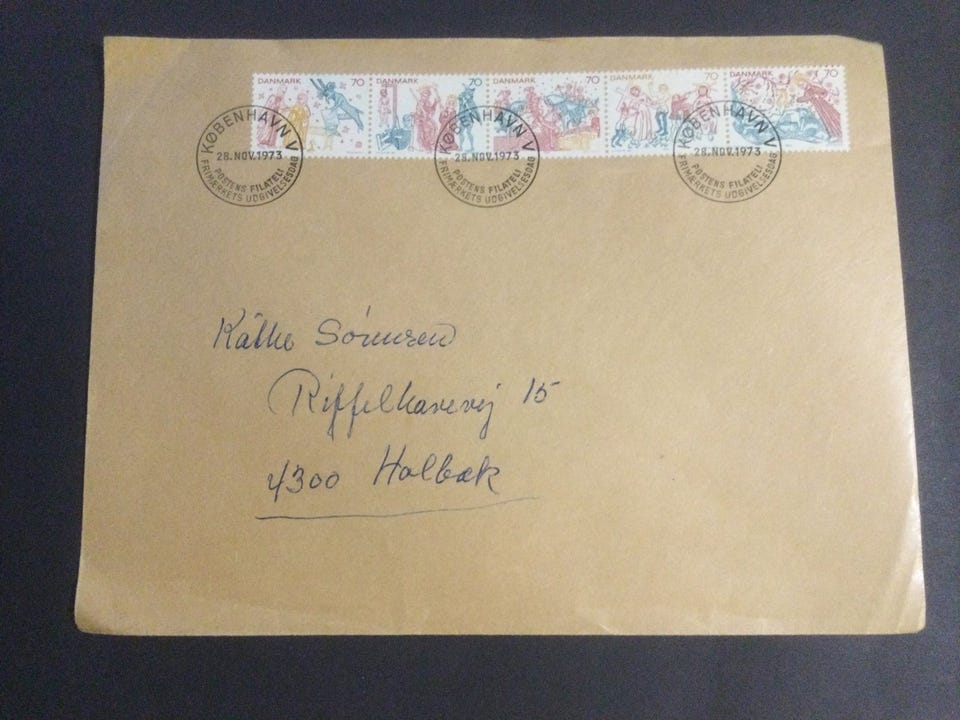 DANMARK 70 DANMARK 70 DANMARK 70 DANMARK 70 DANMARK 70
KØBENHAVN V KØBENHAVN V KØBENHAVN V
28.NOV.1973 28.NOV.1973 28.NOV.1973
POSTENS FILATELI POSTENS FILATELI POSTENS FILATELI
FRIMÆRKETS UDGIVELSESDAG FRIMÆRKETS UDGIVELSESDAG FRIMÆRKETS UDGIVELSESDAG
Käthe Sörensen
Riffelhavevej 15
4300 Holbæk